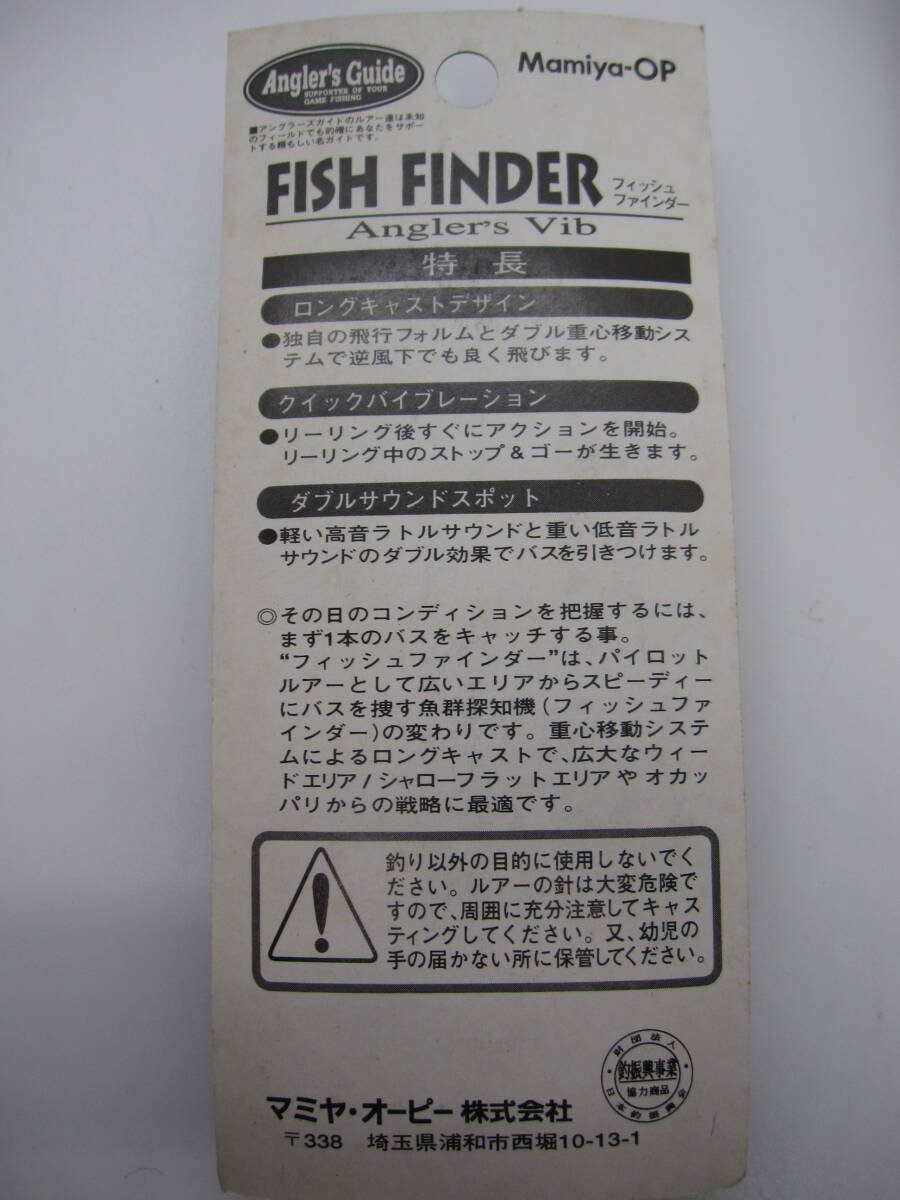 Angler's Guide
SUPPORTER OF YOUR
GAME FISHING
Mamiya-OP
■アングラーズガイドのルアー達は未知
のフィールドでも的確にあなたをサポー
トする頼もしい名ガイドです。
FISH FINDER
フィッシュ
ファインダー
Angler's Vib
特長
ロングキャストデザイン
●独自の飛行フォルムとダブル重心移動シス
テムで逆風下でも良く飛びます。
クイックバイブレーション
●リーリング後すぐにアクションを開始。
リーリング中のストップ&ゴーが生きます。
ダブルサウンドスポット
●軽い高音ラトルサウンドと重い低音ラトル
サウンドのダブル効果でバスを引きつけます。
◎その日のコンディションを把握するには、
まず1本のバスをキャッチする事。
“フィッシュファインダー”は、パイロット
ルアーとして広いエリアからスピーディー
にバスを捜す魚群探知機(フィッシュファ
インダー)の変わりです。重心移動システ
ムによるロングキャストで、広大なウィー
ドエリア/シャローフラットエリアやオカッ
パリからの戦略に最適です。
釣り以外の目的に使用しないでく
ださい。ルアーの針は大変危険で
すので、周囲に充分注意してキャス
ティングしてください。又、幼児の
手の届かない所に保管してください。
財団法人
釣振興事業
協力商品
日本釣振興会
マミヤ・オーピー株式会社
〒338 埼玉県浦和市西堀10-13-1